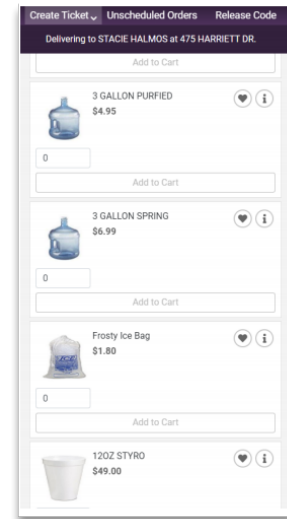 Create Ticket Unscheduled Orders Release Code
Delivering to STACIE HALMOS at 475 HARRIETT DR.
Add to Cart
3 GALLON PURFIED
$4.95
0
Add to Cart
3 GALLON SPRING
$6.99
0
Add to Cart
Frosty Ice Bag
$1.80
ICE
0
Add to Cart
12OZ STYRO
$49.00